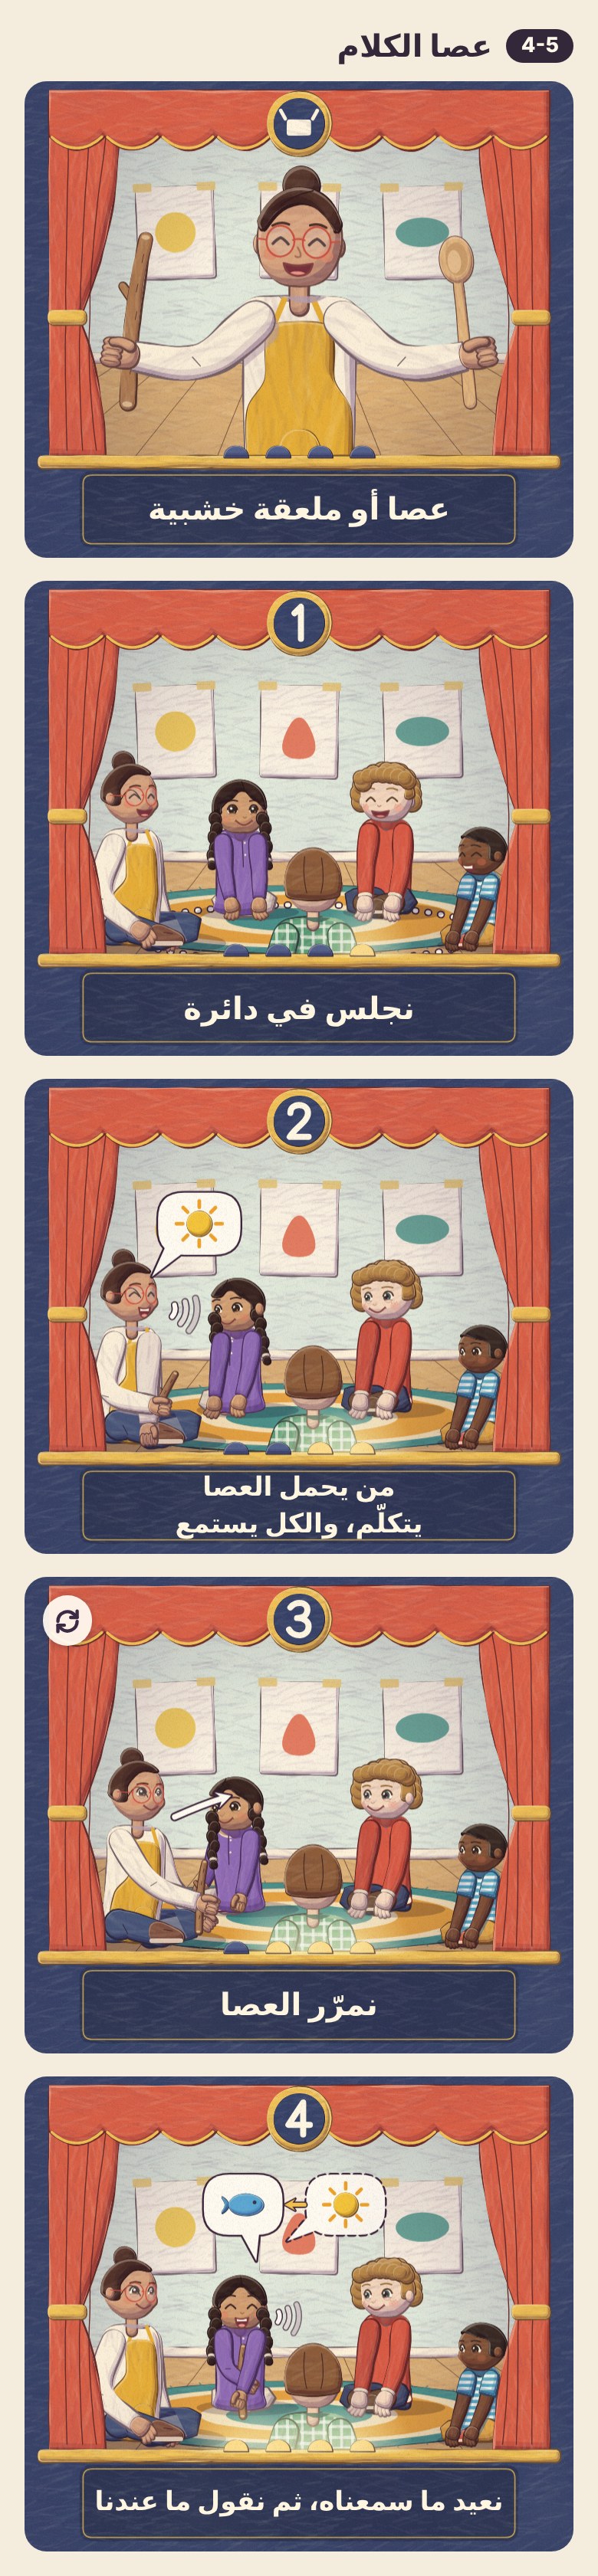 4-5 عصا الكلام
عصا أو ملعقة خشبية
1
نجلس في دائرة
2
من يحمل العصا
يتكلّم، والكل يستمع
3
نمرّر العصا
4
نعيد ما سمعناه، ثم نقول ما عندنا